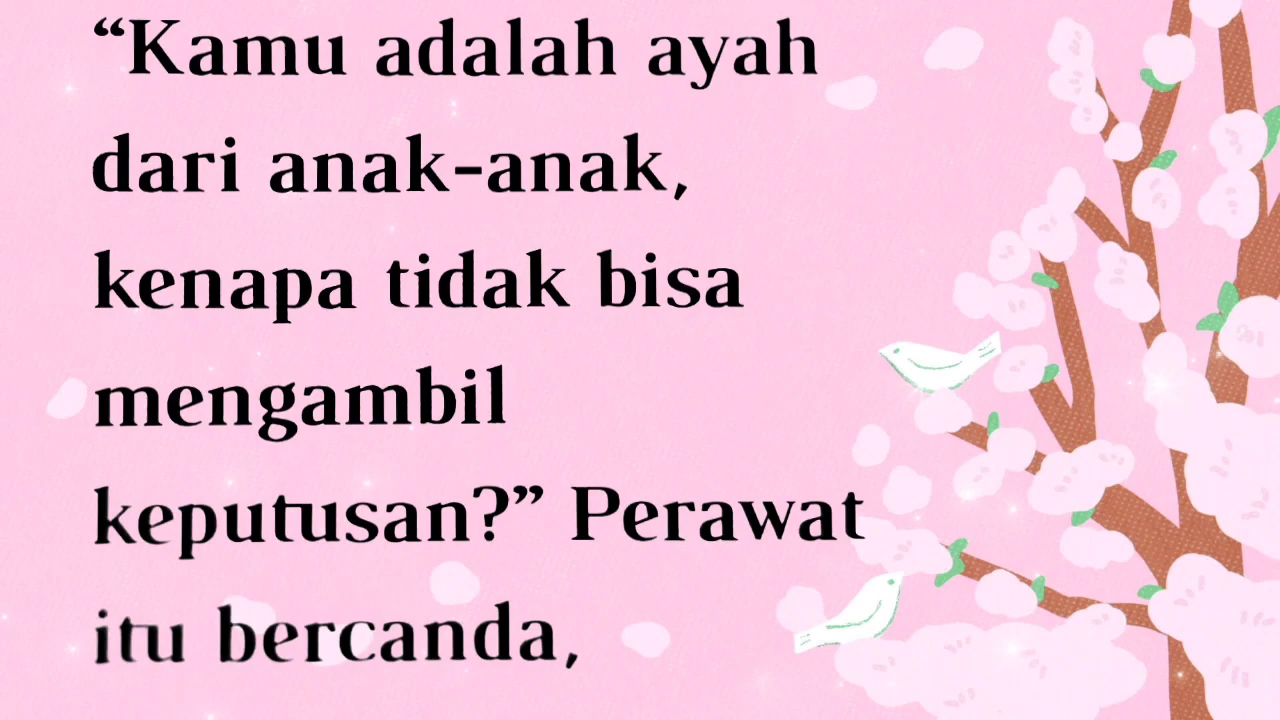 “Kamu adalah ayah
dari anak-anak,
kenapa tidak bisa
mengambil
keputusan?” Perawat
itu bercanda,